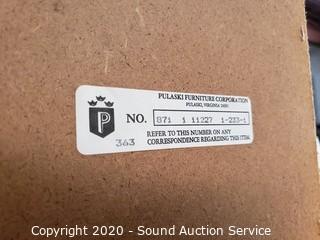 PULASKI FURNITURE CORPORATION
PULASKI, VIRGINIA 24301
P
NO. 871 1 11227 1-233-1
363
REFER TO THIS NUMBER ON ANY
CORRESPONDENCE REGARDING THIS ITEM.
Copyright 2020 - Sound Auction Service